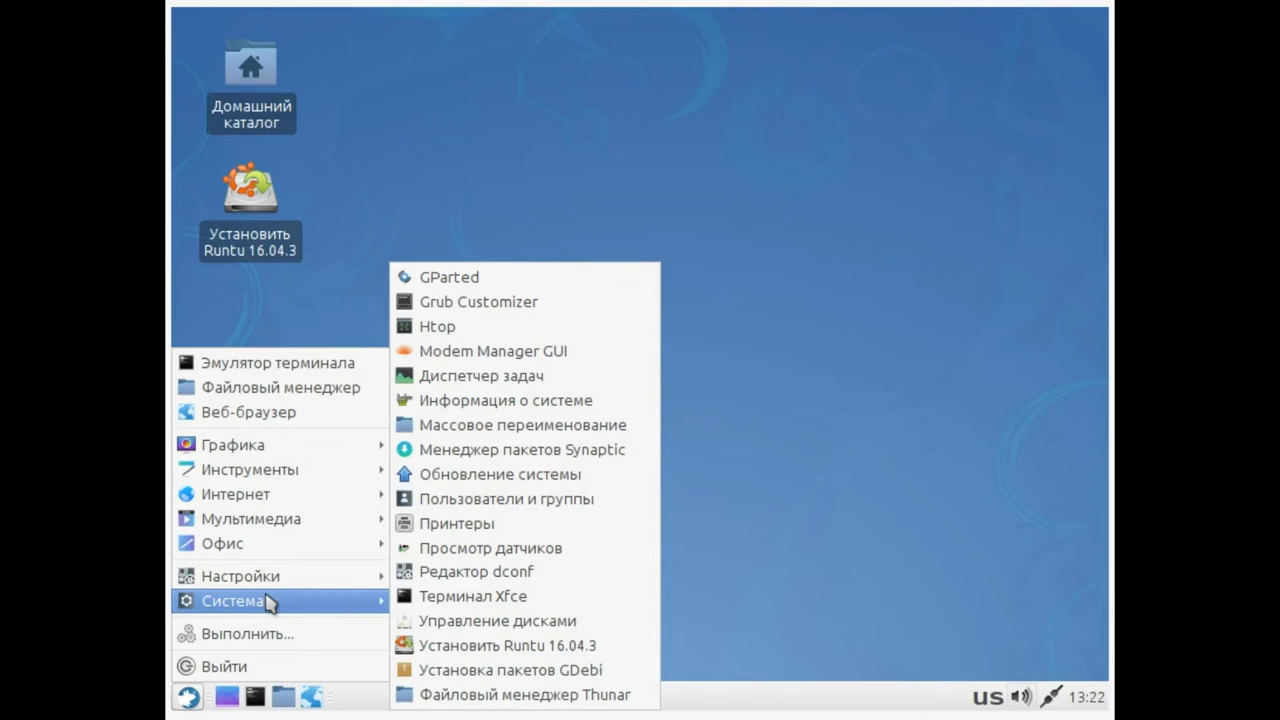 Домашний
каталог
Установить
Runtu 16.04.3
GParted
Grub Customizer
Htop
Modem Manager GUI
Диспетчер задач
Информация о системе
Массовое переименование
Менеджер пакетов Synaptic
Обновление системы
Пользователи и группы
Принтеры
Просмотр датчиков
Редактор dconf
Терминал Xfce
Управление дисками
Установить Runtu 16.04.3
Установка пакетов GDebi
Файловый менеджер Thunar
Эмулятор терминала
Файловый менеджер
Веб-браузер
Графика
Инструменты
Интернет
Мультимедиа
Офис
Настройки
Система
Выполнить...
Выйти
us
13:22